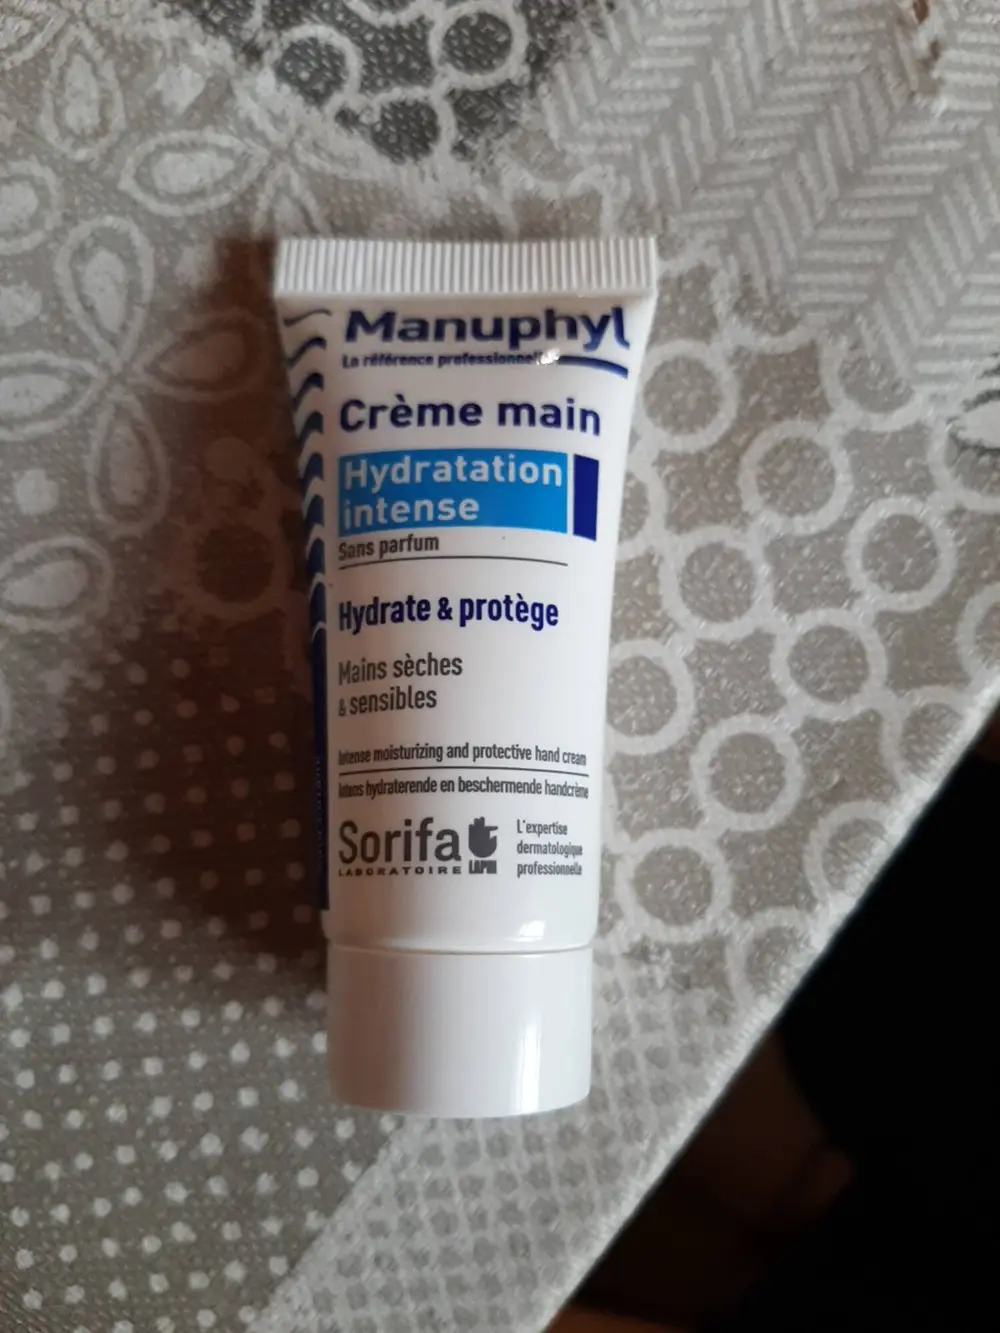 Manuphyl
La référence professionnelle
Crème main
Hydratation
intense
Sans parfum
Hydrate & protège
Mains sèches
& sensibles
Intense moisturizing and protective hand cream
Intens hydraterende en beschermende handcrème
Sorifa
LABORATOIRE
L'expertise
dermatologique
professionnelle